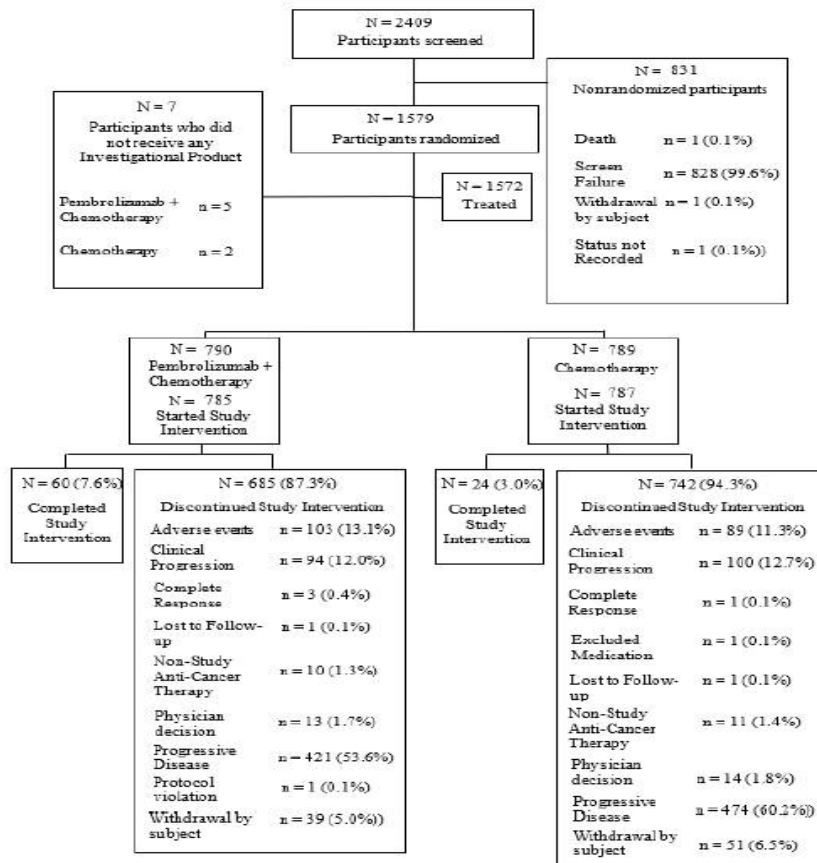 N = 2409
Participants screened
N = 831
Nonrandomized participants
Death n = 1 (0.1%)
Screen
Failure n = 828 (99.6%)
Withdrawal
by subject n = 1 (0.1%)
Status not
Recorded n = 1 (0.1%))
N = 7
Participants who did
not receive any
Investigational Product
Pembrolizumab +
Chemotherapy n = 5
Chemotherapy n = 2
N = 1579
Participants randomized
N = 1572
Treated
N = 790
Pembrolizumab +
Chemotherapy
N = 785
Started Study
Intervention
N = 789
Chemotherapy
N = 787
Started Study
Intervention
N = 60 (7.6%)
Completed
Study
Intervention
N = 685 (87.3%)
Discontinued Study Intervention
Adverse events n = 103 (13.1%)
Clinical
Progression n = 94 (12.0%)
Complete
Response n = 3 (0.4%)
Lost to Follow-
up n = 1 (0.1%)
Non-Study
Anti-Cancer
Therapy n = 10 (1.3%)
Physician
decision n = 13 (1.7%)
Progressive
Disease n = 421 (53.6%)
Protocol
violation n = 1 (0.1%)
Withdrawal by
subject n = 39 (5.0%))
N = 24 (3.0%)
Completed
Study
Intervention
N = 742 (94.3%)
Discontinued Study Intervention
Adverse events n = 89 (11.3%)
Clinical
Progression n = 100 (12.7%)
Complete
Response n = 1 (0.1%)
Excluded
Medication n = 1 (0.1%)
Lost to Follow-
up n = 1 (0.1%)
Non-Study
Anti-Cancer
Therapy n = 11 (1.4%)
Physician
decision n = 14 (1.8%)
Progressive
Disease n = 474 (60.2%))
Withdrawal by
subject n = 51 (6.5%)